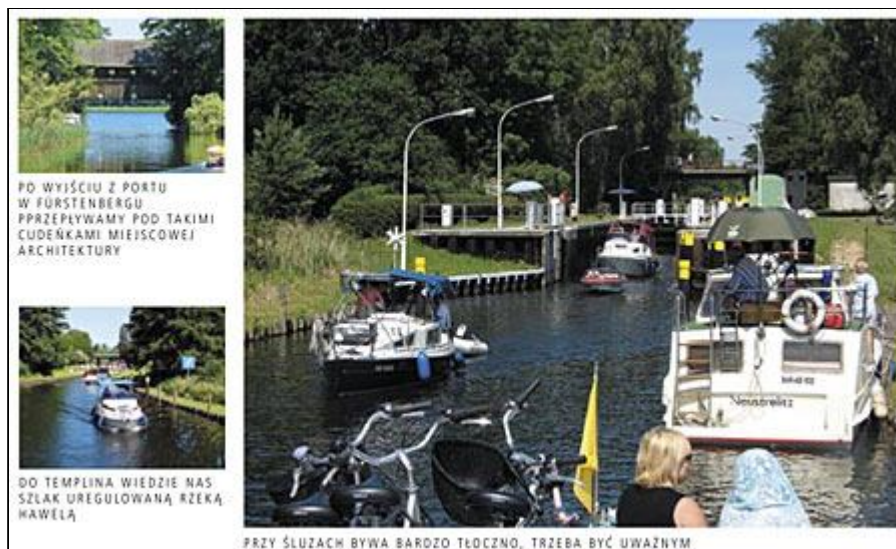 PO WYJŚCIU Z PORTU
W FÜRSTENBERGU
PPRZEPŁYWAMY POD TAKIMI
CUDEŃKAMI MIEJSCOWEJ
ARCHITEKTURY
DO TEMPLINA WIEDZIE NAS
SZLAK UREGULOWANĄ RZEKĄ
HAWELĄ
Neustrelitz
PRZY ŚLUZACH BYWA BARDZO TŁOCZNO, TRZEBA BYĆ UWAŻNYM